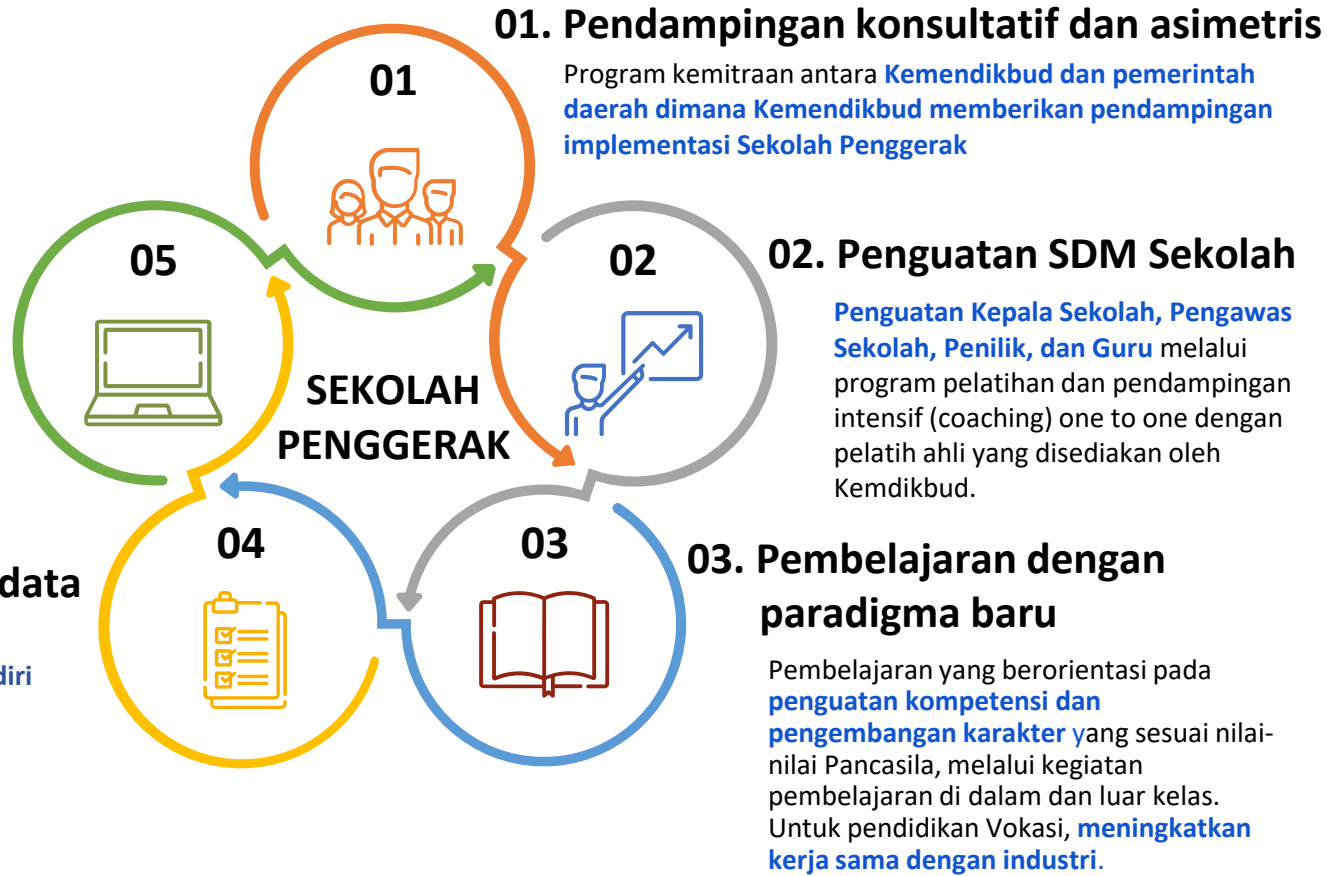 01. Pendampingan konsultatif dan asimetris
Program kemitraan antara Kemendikbud dan pemerintah
daerah dimana Kemendikbud memberikan pendampingan
implementasi Sekolah Penggerak
01
05
02
02. Penguatan SDM Sekolah
Penguatan Kepala Sekolah, Pengawas
Sekolah, Penilik, dan Guru melalui
program pelatihan dan pendampingan
intensif (coaching) one to one dengan
pelatih ahli yang disediakan oleh
Kemdikbud.
SEKOLAH
PENGGERAK
04
03
data
diri
03. Pembelajaran dengan
paradigma baru
Pembelajaran yang berorientasi pada
penguatan kompetensi dan
pengembangan karakter yang sesuai nilai-
nilai Pancasila, melalui kegiatan
pembelajaran di dalam dan luar kelas.
Untuk pendidikan Vokasi, meningkatkan
kerja sama dengan industri.